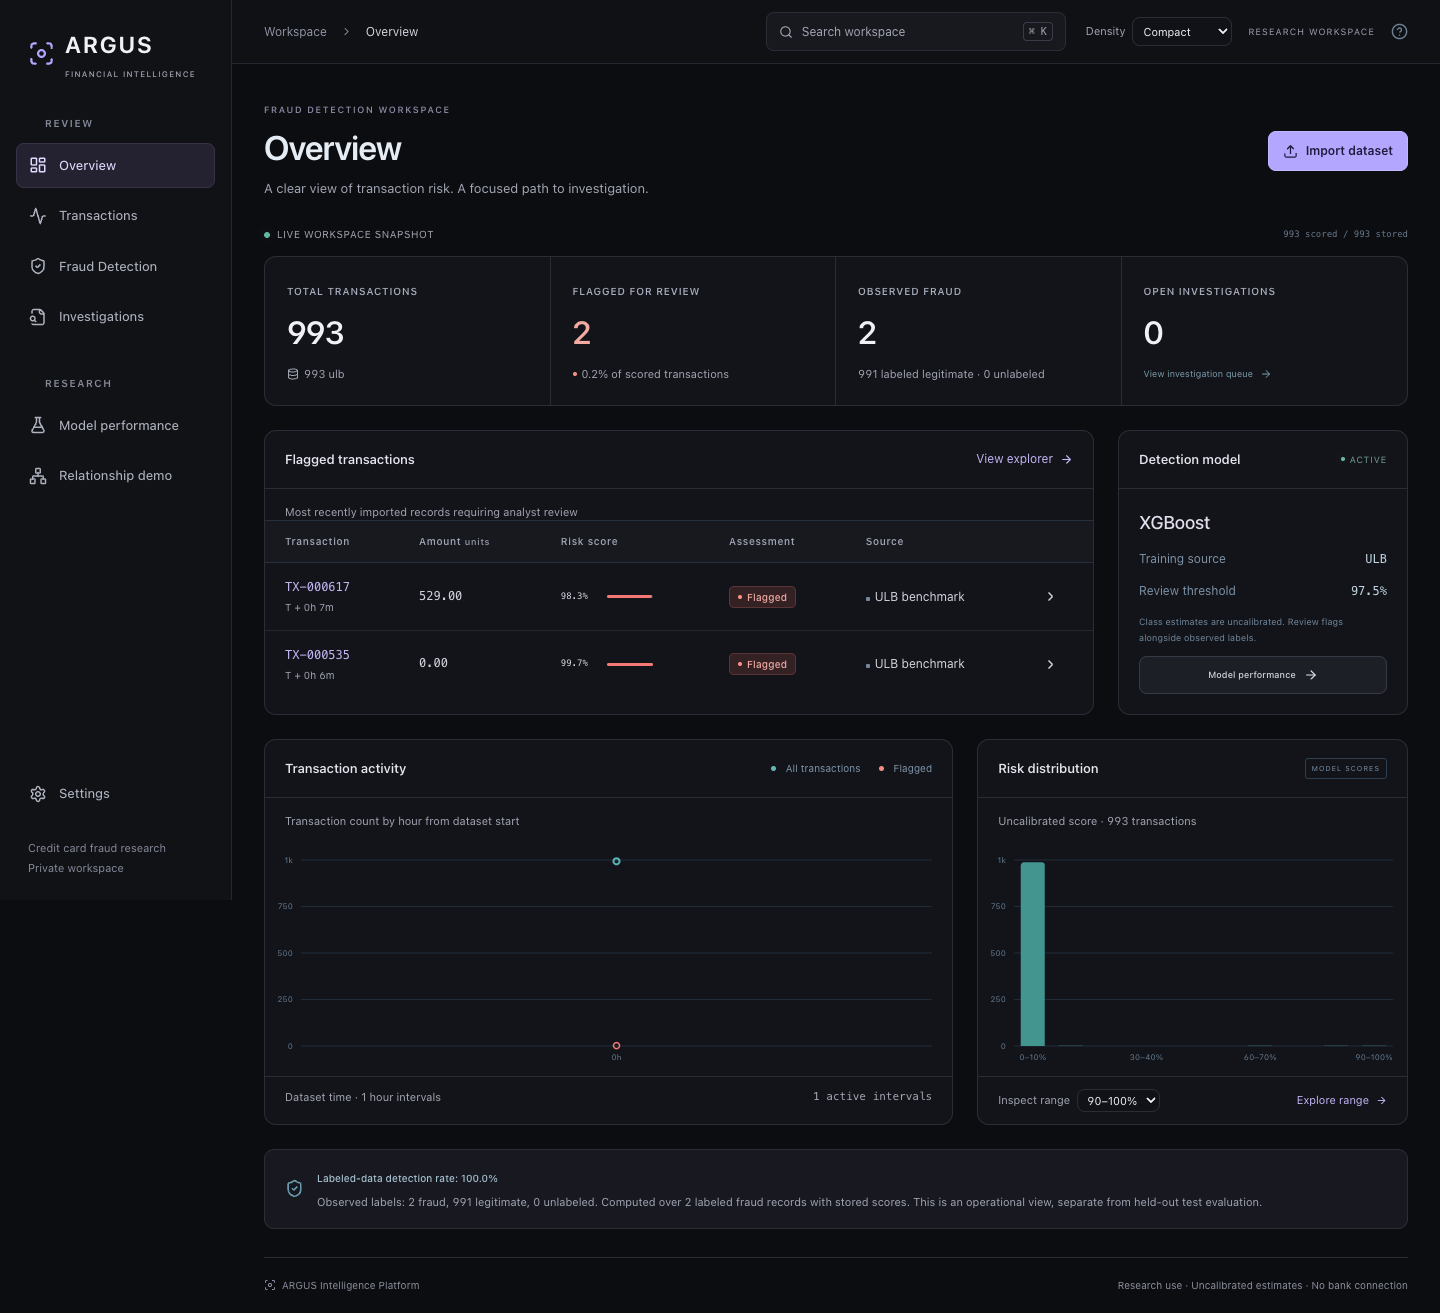 ARGUS
FINANCIAL INTELLIGENCE
REVIEW
Overview
Transactions
Fraud Detection
Investigations
RESEARCH
Model performance
Relationship demo
Settings
Credit card fraud research
Private workspace
Workspace > Overview
Search workspace ⌘ K
Density Compact
RESEARCH WORKSPACE
FRAUD DETECTION WORKSPACE
Overview
A clear view of transaction risk. A focused path to investigation.
Import dataset
LIVE WORKSPACE SNAPSHOT
993 scored / 993 stored
TOTAL TRANSACTIONS
993
993 ulb
FLAGGED FOR REVIEW
2
0.2% of scored transactions
OBSERVED FRAUD
2
991 labeled legitimate · 0 unlabeled
OPEN INVESTIGATIONS
0
View investigation queue →
Flagged transactions
View explorer →
Most recently imported records requiring analyst review
Transaction Amount units Risk score Assessment Source
TX-000617 529.00 98.3% Flagged ULB benchmark
T + 0h 7m
TX-000535 0.00 99.7% Flagged ULB benchmark
T + 0h 6m
Detection model
ACTIVE
XGBoost
Training source ULB
Review threshold 97.5%
Class estimates are uncalibrated. Review flags
alongside observed labels.
Model performance →
Transaction activity
All transactions Flagged
Transaction count by hour from dataset start
1k
750
500
250
0
0h
Dataset time · 1 hour intervals
1 active intervals
Risk distribution
MODEL SCORES
Uncalibrated score · 993 transactions
1k
750
500
250
0
0–10% 30–40% 60–70% 90–100%
Inspect range 90–100%
Explore range →
Labeled-data detection rate: 100.0%
Observed labels: 2 fraud, 991 legitimate, 0 unlabeled. Computed over 2 labeled fraud records with stored scores. This is an operational view, separate from held-out test evaluation.
ARGUS Intelligence Platform
Research use · Uncalibrated estimates · No bank connection